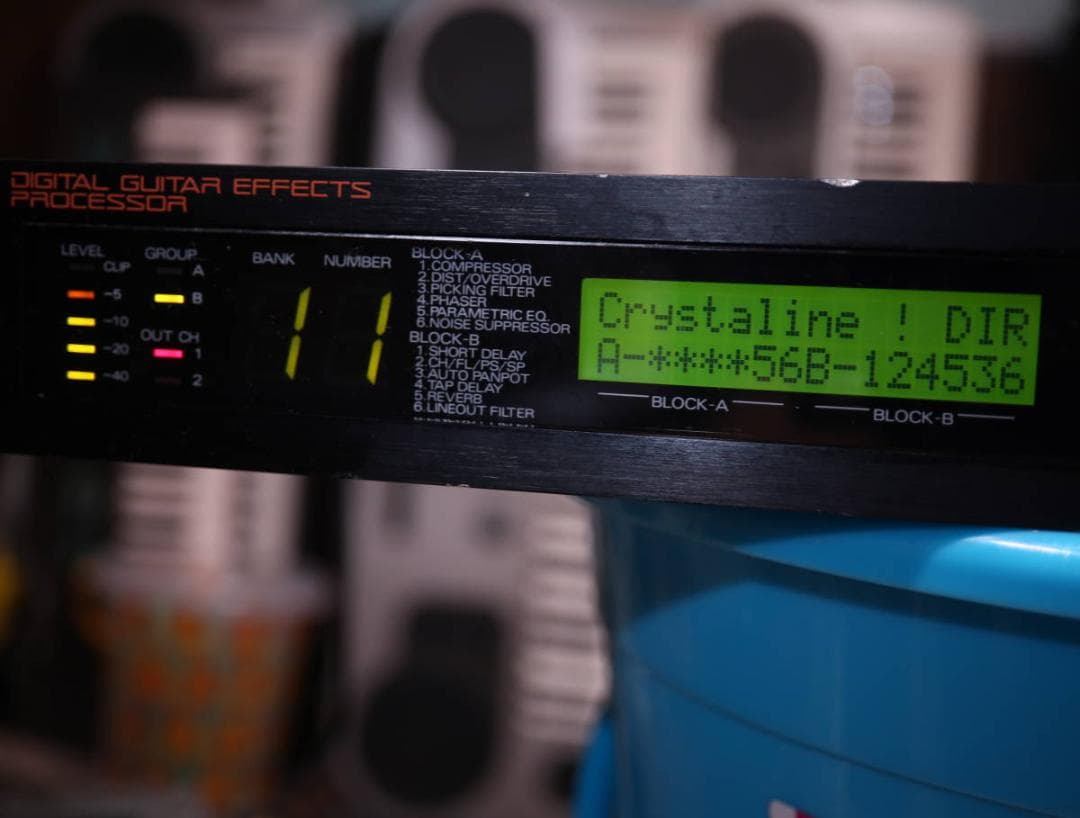 DIGITAL GUITAR EFFECTS
PROCESSOR
LEVEL
CLIP
-5
-10
-20
-40
GROUP
A
B
OUT CH
1
2
BANK
NUMBER
1 1
BLOCK-A
1.COMPRESSOR
2.DIST/OVERDRIVE
3.PICKING FILTER
4.PHASER
5.PARAMETRIC EQ.
6.NOISE SUPPRESSOR
BLOCK-B
1.SHORT DELAY
2.CH/FL/PS/SP
3.AUTO PANPOT
4.TAP DELAY
5.REVERB
6.LINEOUT FILTER
Crystaline ! DIR
A-****56B-124536
BLOCK-A
BLOCK-B